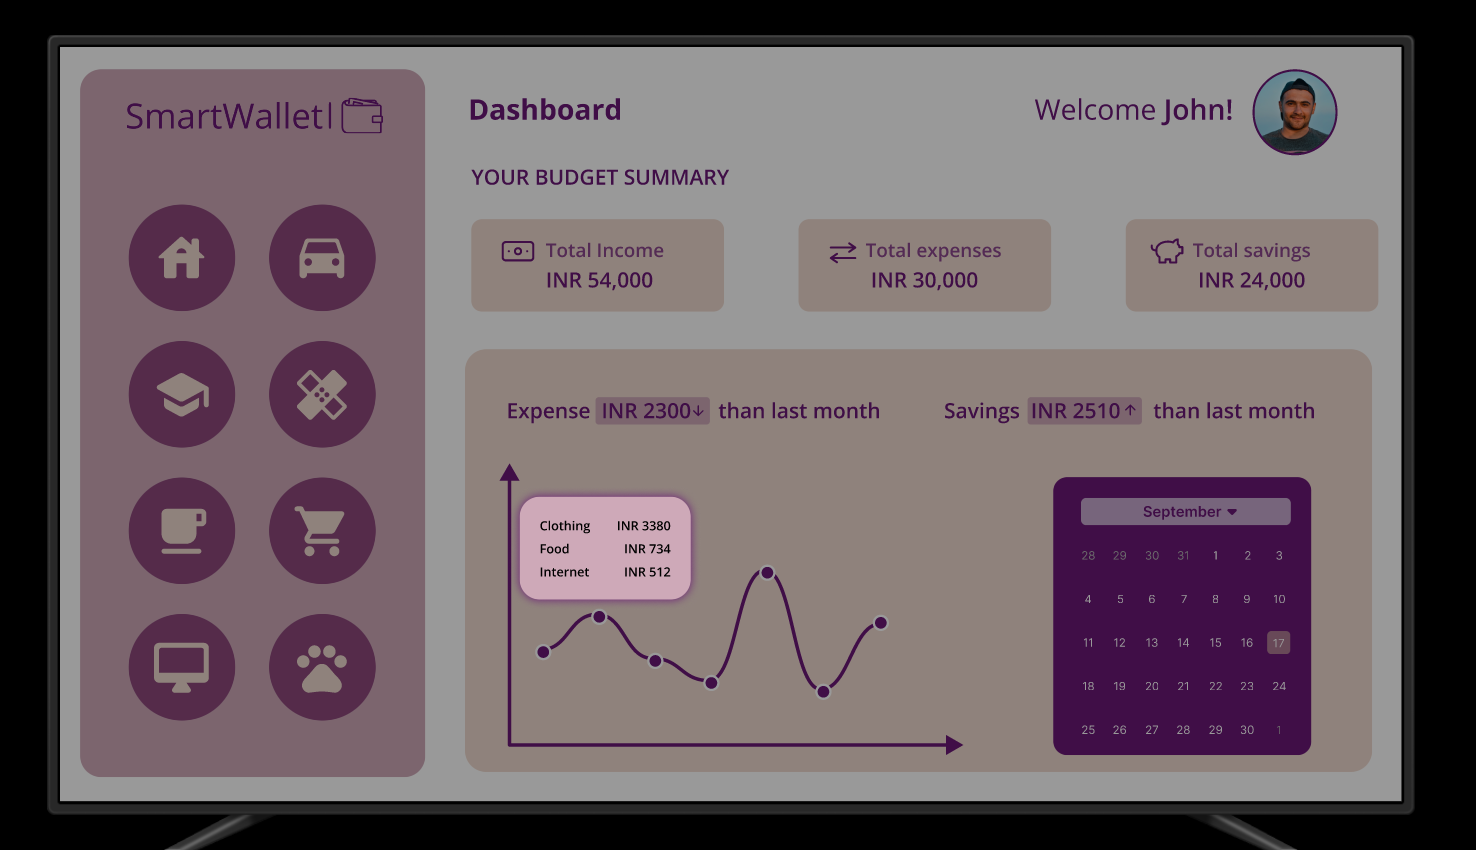 SmartWallet|
Dashboard
Welcome John!
YOUR BUDGET SUMMARY
Total Income
INR 54,000
Total expenses
INR 30,000
Total savings
INR 24,000
Expense INR 2300↓ than last month
Savings INR 2510↑ than last month
Clothing INR 3380
Food INR 734
Internet INR 512
September
28 29 30 31 1 2 3
4 5 6 7 8 9 10
11 12 13 14 15 16 17
18 19 20 21 22 23 24
25 26 27 28 29 30 1